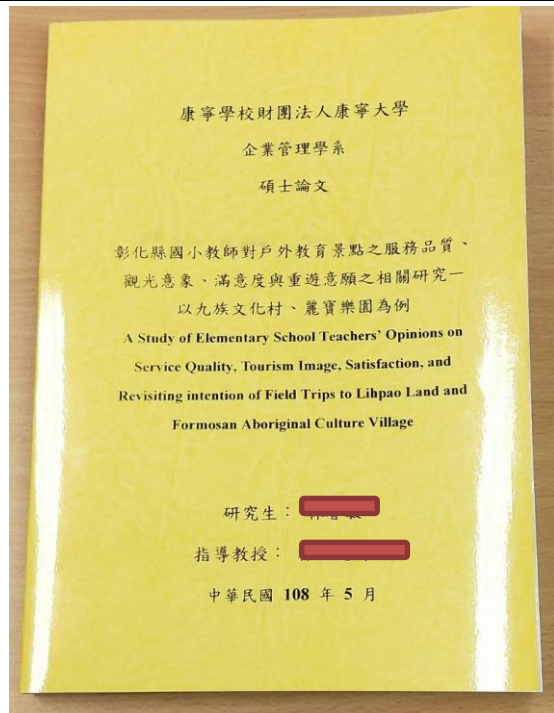 康寧學校財團法人康寧大學
企業管理學系
碩士論文
彰化縣國小教師對戶外教育景點之服務品質、
觀光意象、滿意度與重遊意願之相關研究—
以九族文化村、麗寶樂園為例
A Study of Elementary School Teachers' Opinions on
Service Quality, Tourism Image, Satisfaction, and
Revisiting intention of Field Trips to Lihpao Land and
Formosan Aboriginal Culture Village
研究生：
指導教授：
中華民國 108 年 5 月